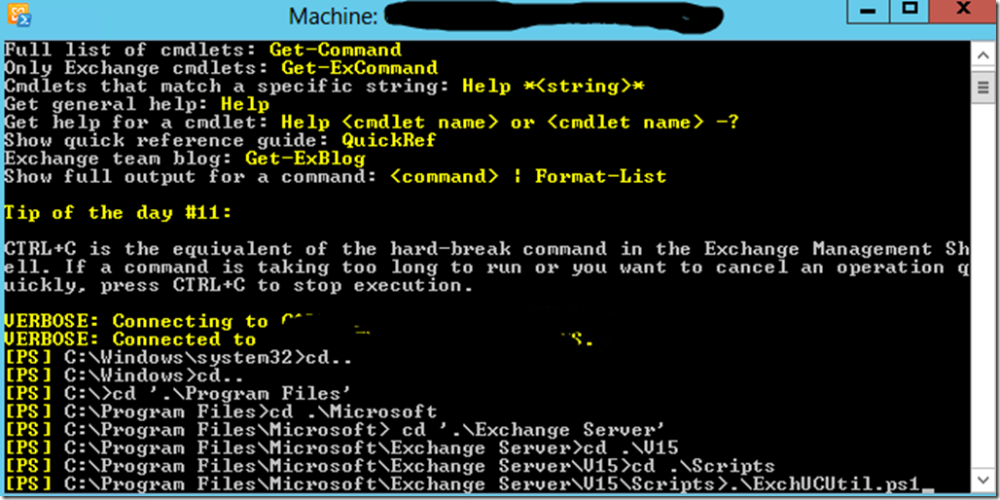 Machine:
Full list of cmdlets: Get-Command
Only Exchange cmdlets: Get-ExCommand
Cmdlets that match a specific string: Help *<string>*
Get general help: Help
Get help for a cmdlet: Help <cmdlet name> or <cmdlet name> -?
Show quick reference guide: QuickRef
Exchange team blog: Get-ExBlog
Show full output for a command: <command> | Format-List
Tip of the day #11:
CTRL+C is the equivalent of the hard-break command in the Exchange Management Sh
ell. If a command is taking too long to run or you want to cancel an operation q
uickly, press CTRL+C to stop execution.
VERBOSE: Connecting to
VERBOSE: Connected to
[PS] C:\Windows\system32>cd..
[PS] C:\Windows>cd..
[PS] C:\>cd '.\Program Files'
[PS] C:\Program Files>cd .\Microsoft
[PS] C:\Program Files\Microsoft> cd '.\Exchange Server'
[PS] C:\Program Files\Microsoft\Exchange Server>cd .\V15
[PS] C:\Program Files\Microsoft\Exchange Server\V15>cd .\Scripts
[PS] C:\Program Files\Microsoft\Exchange Server\V15\Scripts>.\ExchUCUtil.ps1